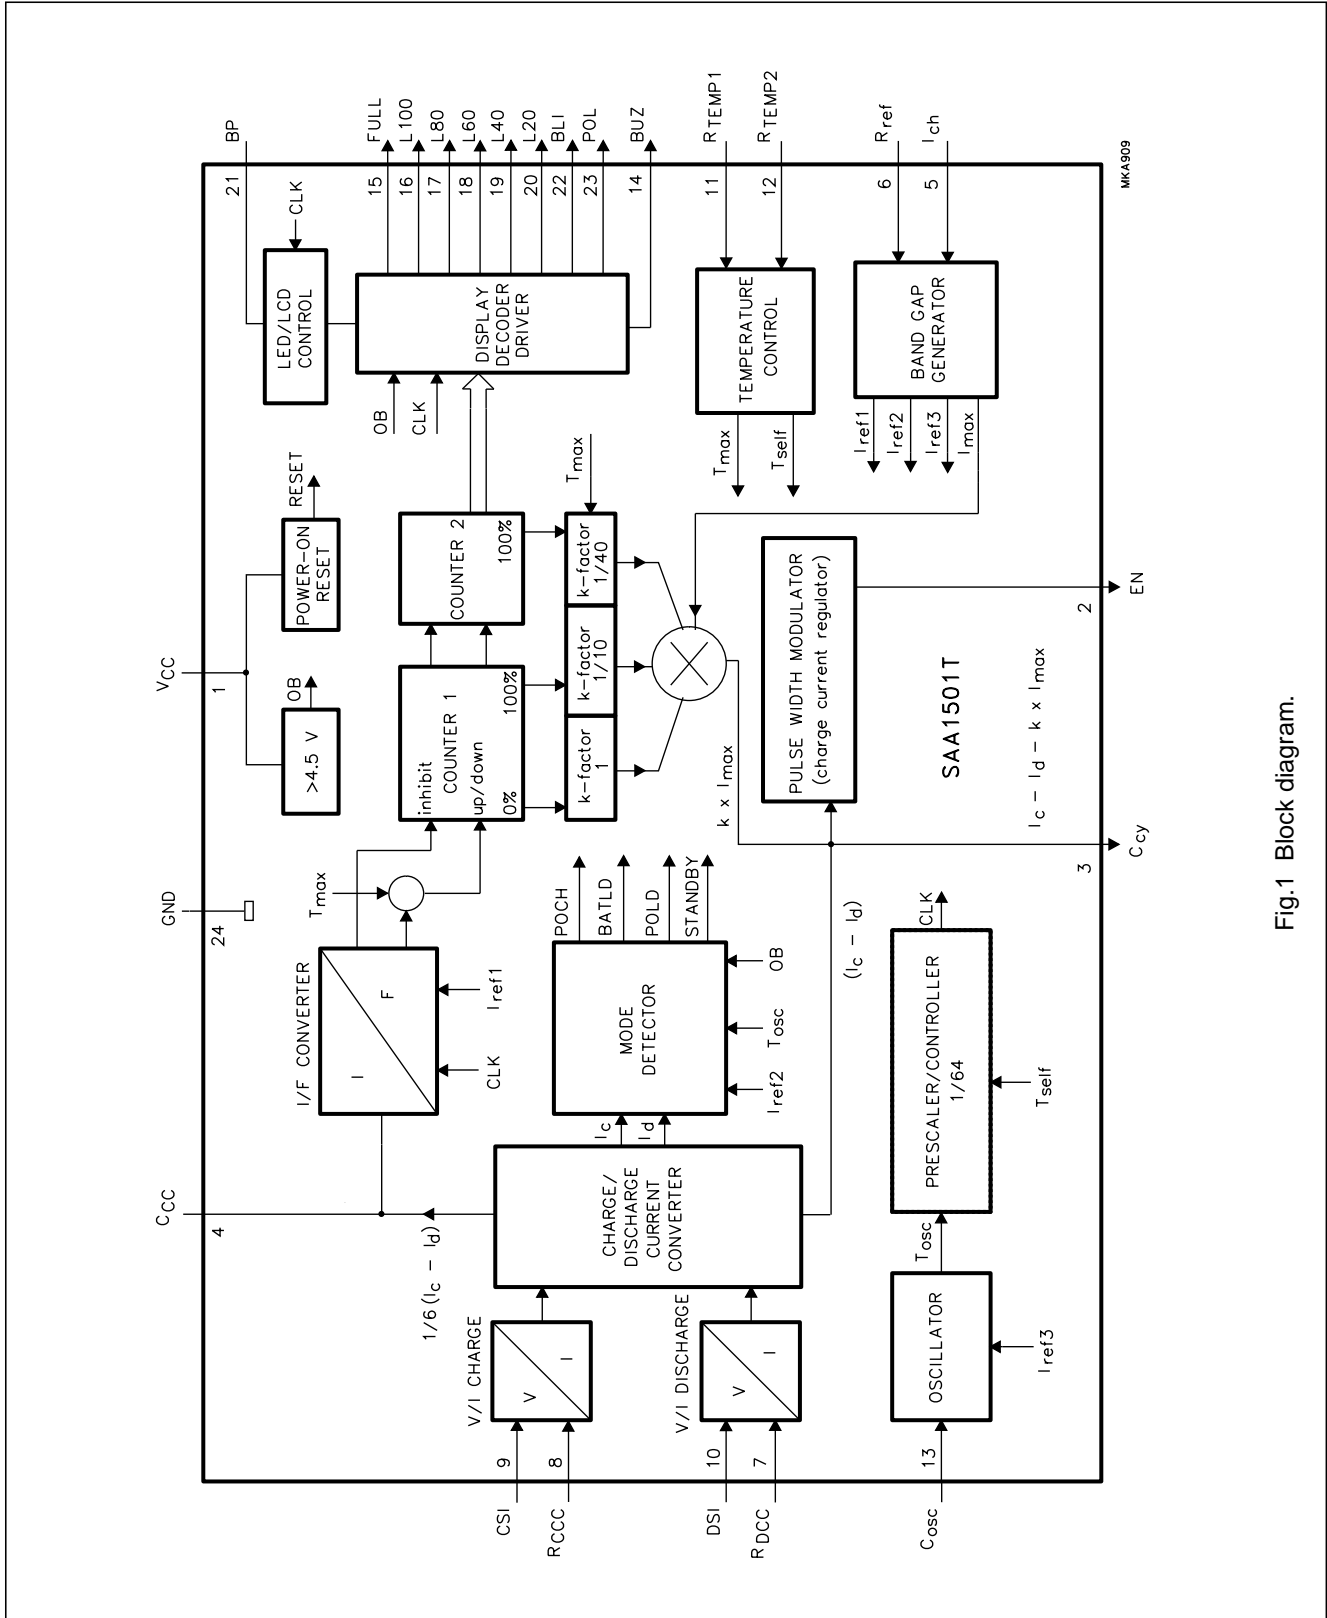 BP
21
CLK
LED/LCD
CONTROL
FULL
15
L100
16
L80
17
L60
18
L40
19
L20
20
BLI
22
POL
23
BUZ
14
DISPLAY
DECODER
DRIVER
OB
CLK
RTEMP1
11
RTEMP2
12
TEMPERATURE
CONTROL
Tmax
Tself
Rref
6
Ich
5
BAND GAP
GENERATOR
Iref1
Iref2
Iref3
Imax
MKA909
VCC
1
POWER-ON
RESET
RESET
>4.5 V
OB
COUNTER 2
100%
inhibit
COUNTER 1
up/down
0%
100%
k-factor
1
k-factor
1/10
k-factor
1/40
Tmax
k x Imax
PULSE WIDTH MODULATOR
(charge current regulator)
SAA1501T
2
EN
Ic - Id - k x Imax
3
Ccy
GND
24
Tmax
I/F CONVERTER
I
F
CLK
Iref1
MODE
DETECTOR
POCH
BATLD
POLD
STANDBY
Iref2
Tosc
OB
Ic
Id
(Ic - Id)
CCC
4
1/6 (Ic - Id)
CHARGE/
DISCHARGE
CURRENT
CONVERTER
V/I CHARGE
V
I
CSI
9
RCCC
8
V/I DISCHARGE
V
I
DSI
10
RDCC
7
Cosc
13
OSCILLATOR
Iref3
Tosc
PRESCALER/CONTROLLER
1/64
Tself
CLK
Fig.1 Block diagram.